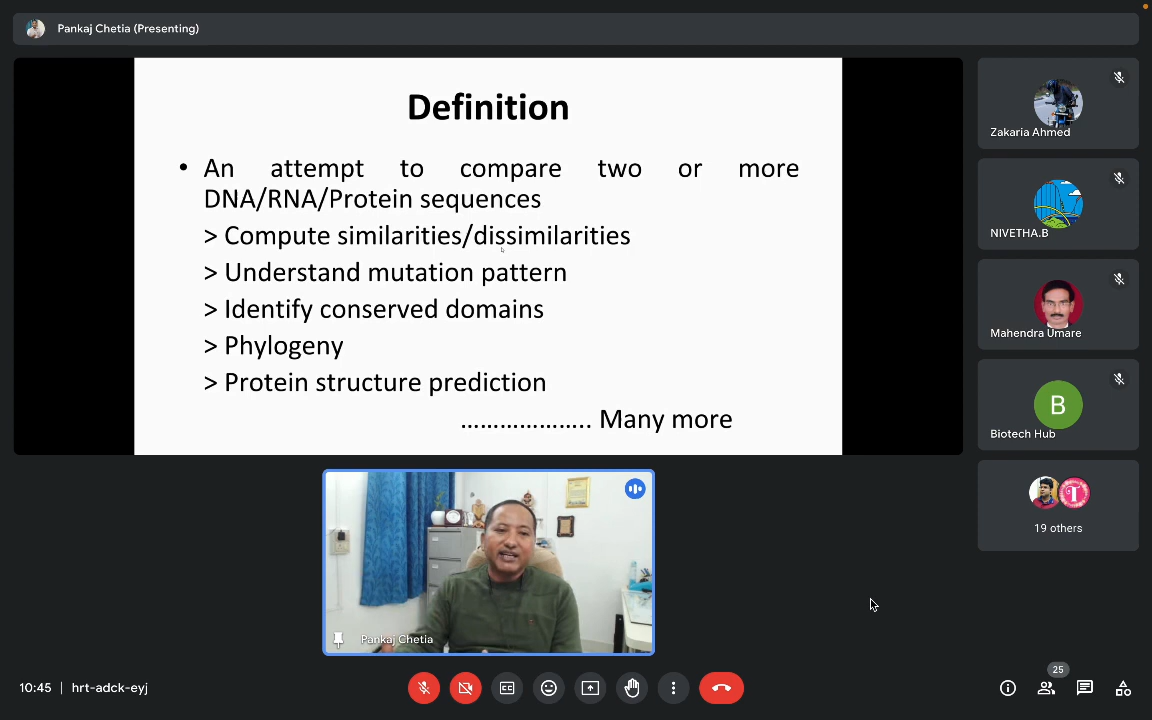 Pankaj Chetia (Presenting)
Definition
• An attempt to compare two or more
DNA/RNA/Protein sequences
> Compute similarities/dissimilarities
> Understand mutation pattern
> Identify conserved domains
> Phylogeny
> Protein structure prediction
..................... Many more
Zakaria Ahmed
NIVETHA.B
Mahendra Umare
B
Biotech Hub
T
19 others
Pankaj Chetia
10:45 | hrt-adck-eyj
25